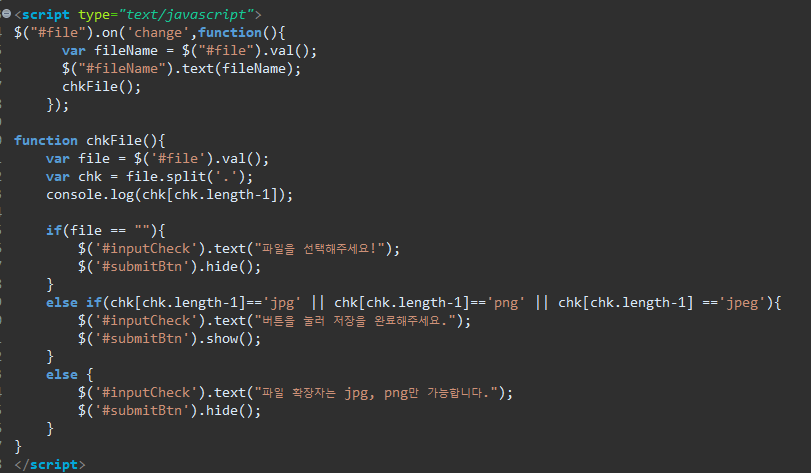 <script type="text/javascript">
$("#file").on('change',function(){
var fileName = $("#file").val();
$("#fileName").text(fileName);
chkFile();
});
function chkFile(){
var file = $('#file').val();
var chk = file.split('.');
console.log(chk[chk.length-1]);
if(file == ""){
$('#inputCheck').text("파일을 선택해주세요!");
$('#submitBtn').hide();
}
else if(chk[chk.length-1]=='jpg' || chk[chk.length-1]=='png' || chk[chk.length-1] =='jpeg'){
$('#inputCheck').text("버튼을 눌러 저장을 완료해주세요.");
$('#submitBtn').show();
}
else {
$('#inputCheck').text("파일 확장자는 jpg, png만 가능합니다.");
$('#submitBtn').hide();
}
}
</script>